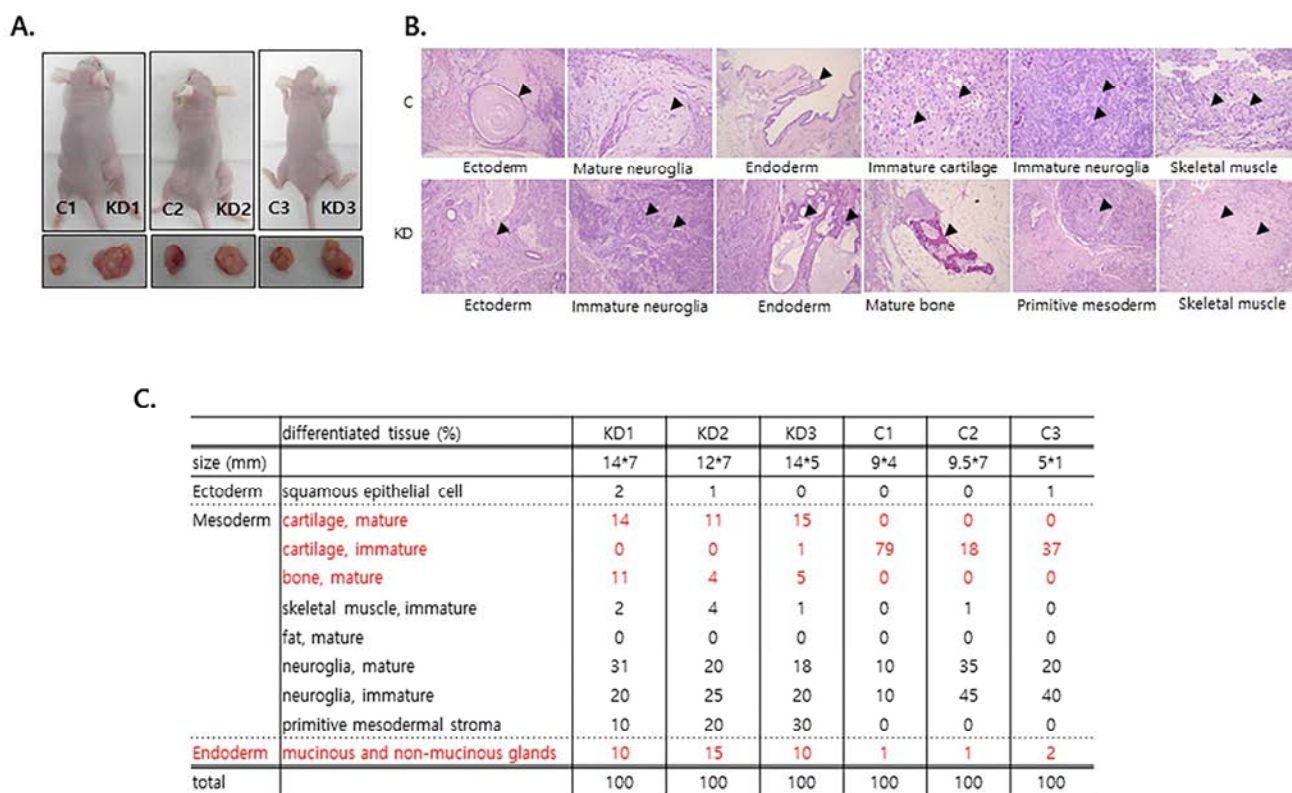 A.
C1 KD1 C2 KD2 C3 KD3
B.
C
Ectoderm Mature neuroglia Endoderm Immature cartilage Immature neuroglia Skeletal muscle
KD
Ectoderm Immature neuroglia Endoderm Mature bone Primitive mesoderm Skeletal muscle
C.
differentiated tissue (%) KD1 KD2 KD3 C1 C2 C3
size (mm) 14*7 12*7 14*5 9*4 9.5*7 5*1
Ectoderm squamous epithelial cell 2 1 0 0 0 1
Mesoderm cartilage, mature 14 11 15 0 0 0
cartilage, immature 0 0 1 79 18 37
bone, mature 11 4 5 0 0 0
skeletal muscle, immature 2 4 1 0 1 0
fat, mature 0 0 0 0 0 0
neuroglia, mature 31 20 18 10 35 20
neuroglia, immature 20 25 20 10 45 40
primitive mesodermal stroma 10 20 30 0 0 0
Endoderm mucinous and non-mucinous glands 10 15 10 1 1 2
total 100 100 100 100 100 100